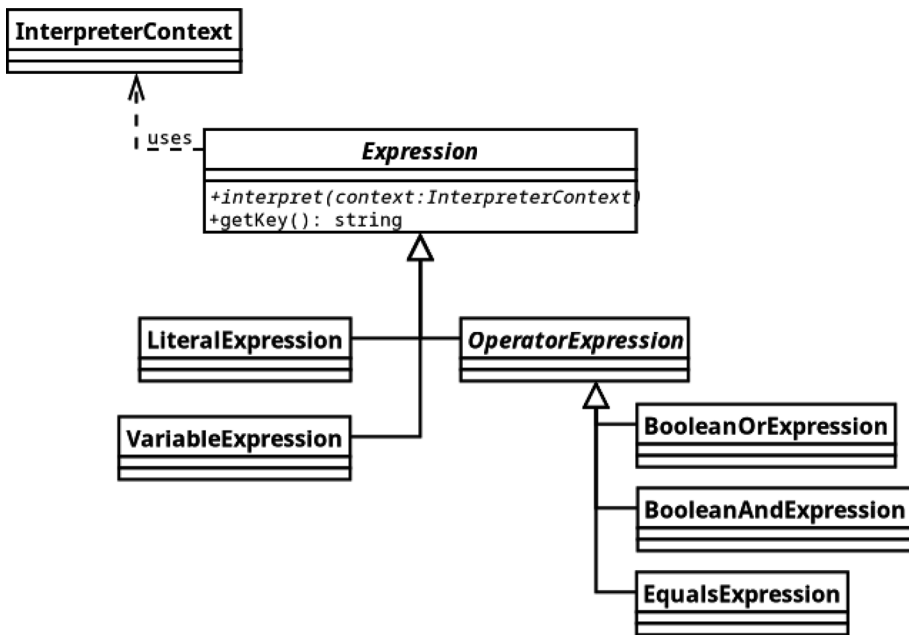 InterpreterContext
uses
Expression
+interpret(context:InterpreterContext)
+getKey(): string
LiteralExpression
OperatorExpression
VariableExpression
BooleanOrExpression
BooleanAndExpression
EqualsExpression